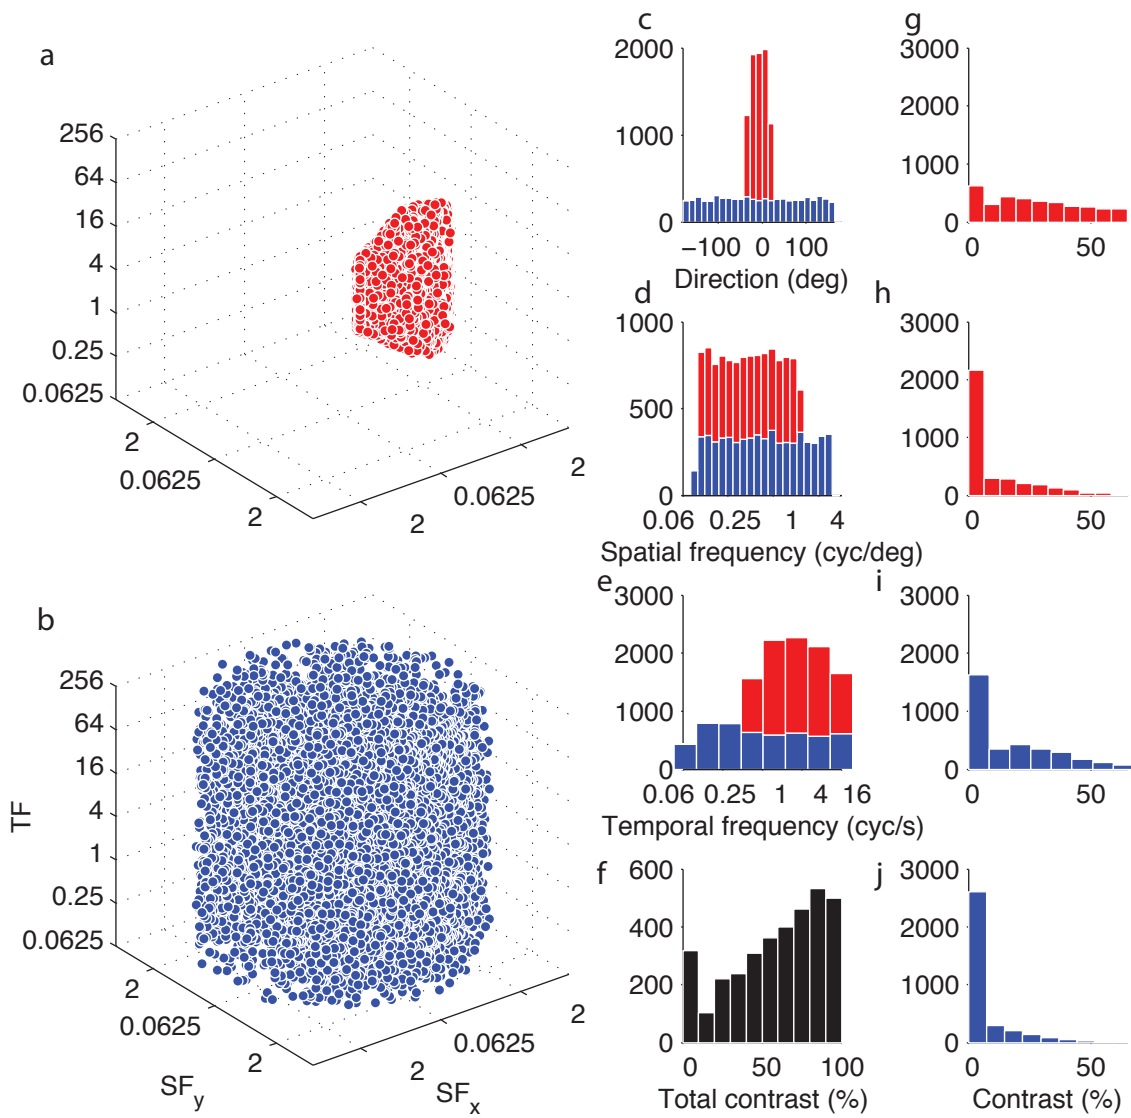 a
256
64
16
4
1
0.25
0.0625
2
0.0625
2
2
0.0625
2
b
256
64
16
4
1
0.25
0.0625
TF
2
0.0625
2
SFy
2
0.0625
2
SFx
c
2000
1000
0
−100 0 100
Direction (deg)
d
1000
500
0
0.06 0.25 1 4
Spatial frequency (cyc/deg)
e
3000
2000
1000
0
0.06 0.25 1 4 16
Temporal frequency (cyc/s)
f
600
400
200
0
0 50 100
Total contrast (%)
g
3000
2000
1000
0
0 50
h
3000
2000
1000
0
0 50
i
3000
2000
1000
0
0 50
j
3000
2000
1000
0
0 50
Contrast (%)